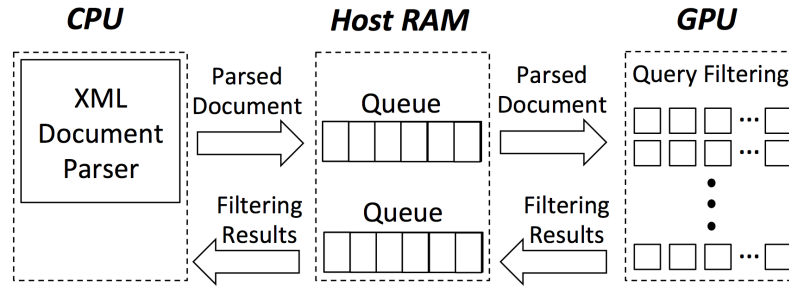 CPU
Host RAM
GPU
XML
Document
Parser
Parsed
Document
Queue
Parsed
Document
Query Filtering
...
...
Filtering
Results
Queue
Filtering
Results
...